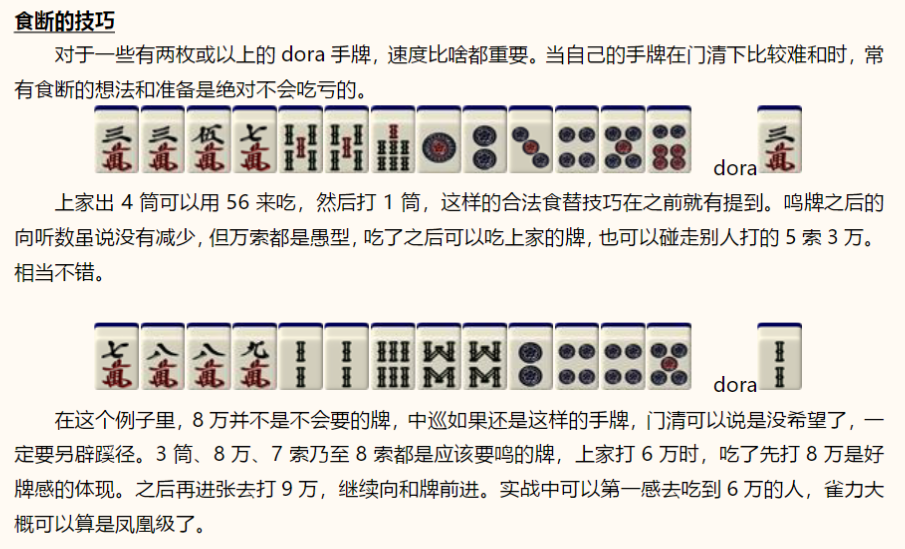 食断的技巧
对于一些有两枚或以上的 dora 手牌，速度比啥都重要。当自己的手牌在门清下比较难和时，常
有食断的想法和准备是绝对不会吃亏的。
三萬 三萬 伍萬 七萬 dora 三萬
上家出 4 筒可以用 56 来吃，然后打 1 筒，这样的合法食替技巧在之前就有提到。鸣牌之后的
向听数虽说没有减少，但万索都是愚型，吃了之后可以吃上家的牌，也可以碰走别人打的 5 索 3 万。
相当不错。
七萬 八萬 八萬 九萬 dora
在这个例子里，8 万并不是不会要的牌，中巡如果还是这样的手牌，门清可以说是没希望了，一
定要另辟蹊径。3 筒、8 万、7 索乃至 8 索都是应该要鸣的牌，上家打 6 万时，吃了先打 8 万是好
牌感的体现。之后再进张去打 9 万，继续向和牌前进。实战中可以第一感去吃到 6 万的人，雀力大
概可以算是凤凰级了。